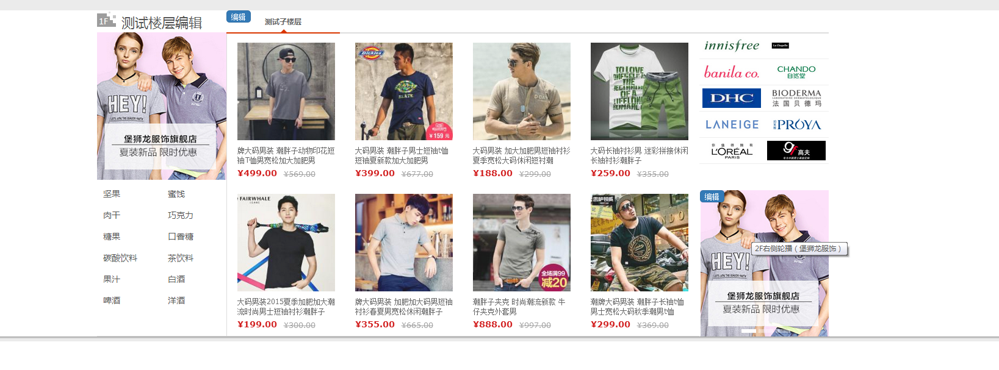 1F 测试楼层编辑
编辑
测试子楼层
HEY!
堡狮龙服饰旗舰店
夏装新品 限时优惠
坚果
蜜饯
肉干
巧克力
糖果
口香糖
碳酸饮料
茶饮料
果汁
白酒
啤酒
洋酒
Dickies
¥159 元
牌大码男装 潮胖子动物印花短
袖T恤男宽松加大加肥男
¥499.00 ¥569.00
大码男装 潮胖子男士短袖t恤
短袖夏新款加大加肥男
¥399.00 ¥677.00
大码男装 加大加肥男短袖衬衫
夏季宽松大码休闲短衬潮
¥188.00 ¥299.00
大码长袖衬衫男 迷彩拼接休闲
长袖衬衫潮胖子
¥259.00 ¥355.00
FAIRWHALE
JEANS
大码男装2015夏季加肥加大潮
流时尚男士短袖衬衫潮胖子
¥199.00 ¥300.00
牌大码男装 加肥加大码男短袖
衬衫春夏男宽松休闲潮胖子
¥355.00 ¥665.00
全场满99
减20
潮胖子夹克 时尚潮流新款 牛
仔夹克外套男
¥888.00 ¥997.00
潮牌大码男装 潮胖子长袖t恤
男士宽松大码秋季潮男t恤
¥299.00 ¥369.00
innisfree
La Chapelle
banila co.
CHANDO
自然堂
DHC
BIODERMA
LABORATOIRE DERMATOLOGIQUE
法国贝德玛
LANEIGE
PROYA
你值得拥有
L'ORÉAL
PARIS
gf 高夫
编辑
HEY!
2F右侧轮播（堡狮龙服饰）
堡狮龙服饰旗舰店
夏装新品 限时优惠